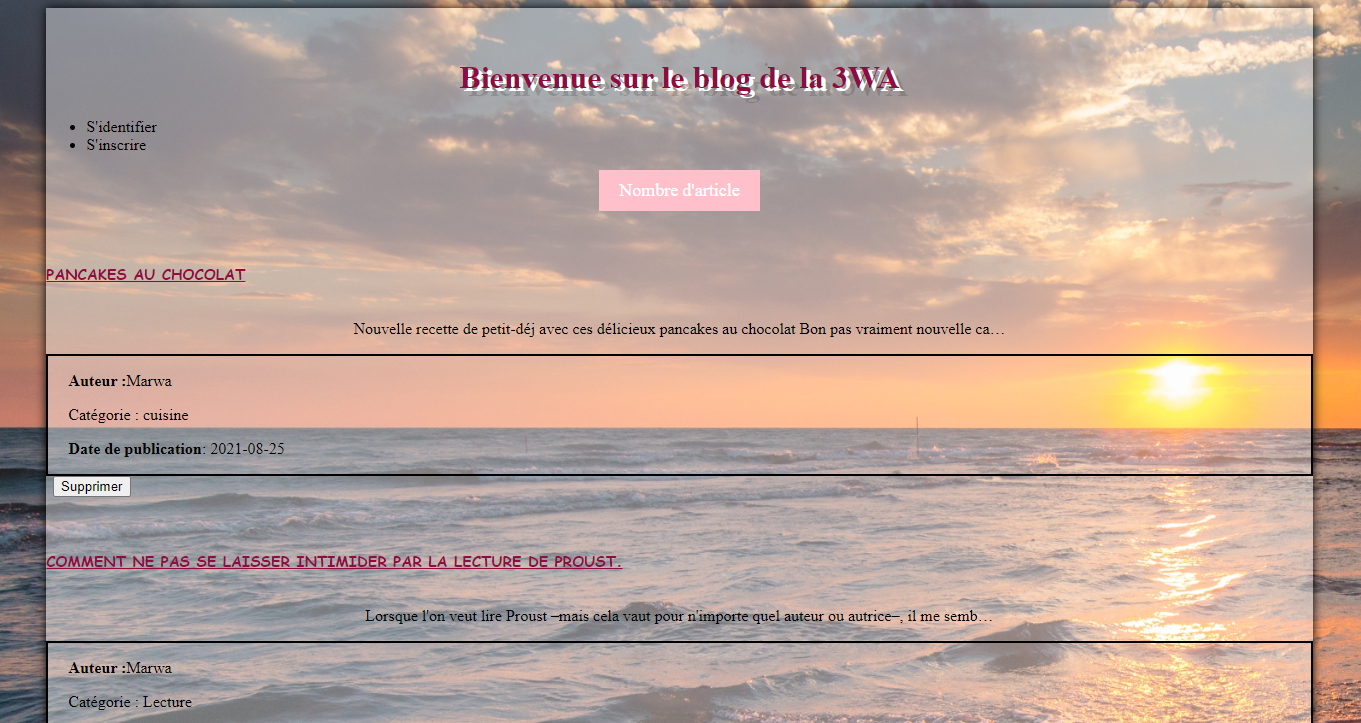 Bienvenue sur le blog de la 3WA
S'identifier
S'inscrire
Nombre d'article
PANCAKES AU CHOCOLAT
Nouvelle recette de petit-déj avec ces délicieux pancakes au chocolat Bon pas vraiment nouvelle ca…
Auteur :Marwa
Catégorie : cuisine
Date de publication: 2021-08-25
Supprimer
COMMENT NE PAS SE LAISSER INTIMIDER PAR LA LECTURE DE PROUST.
Lorsque l'on veut lire Proust –mais cela vaut pour n'importe quel auteur ou autrice–, il me semb…
Auteur :Marwa
Catégorie : Lecture